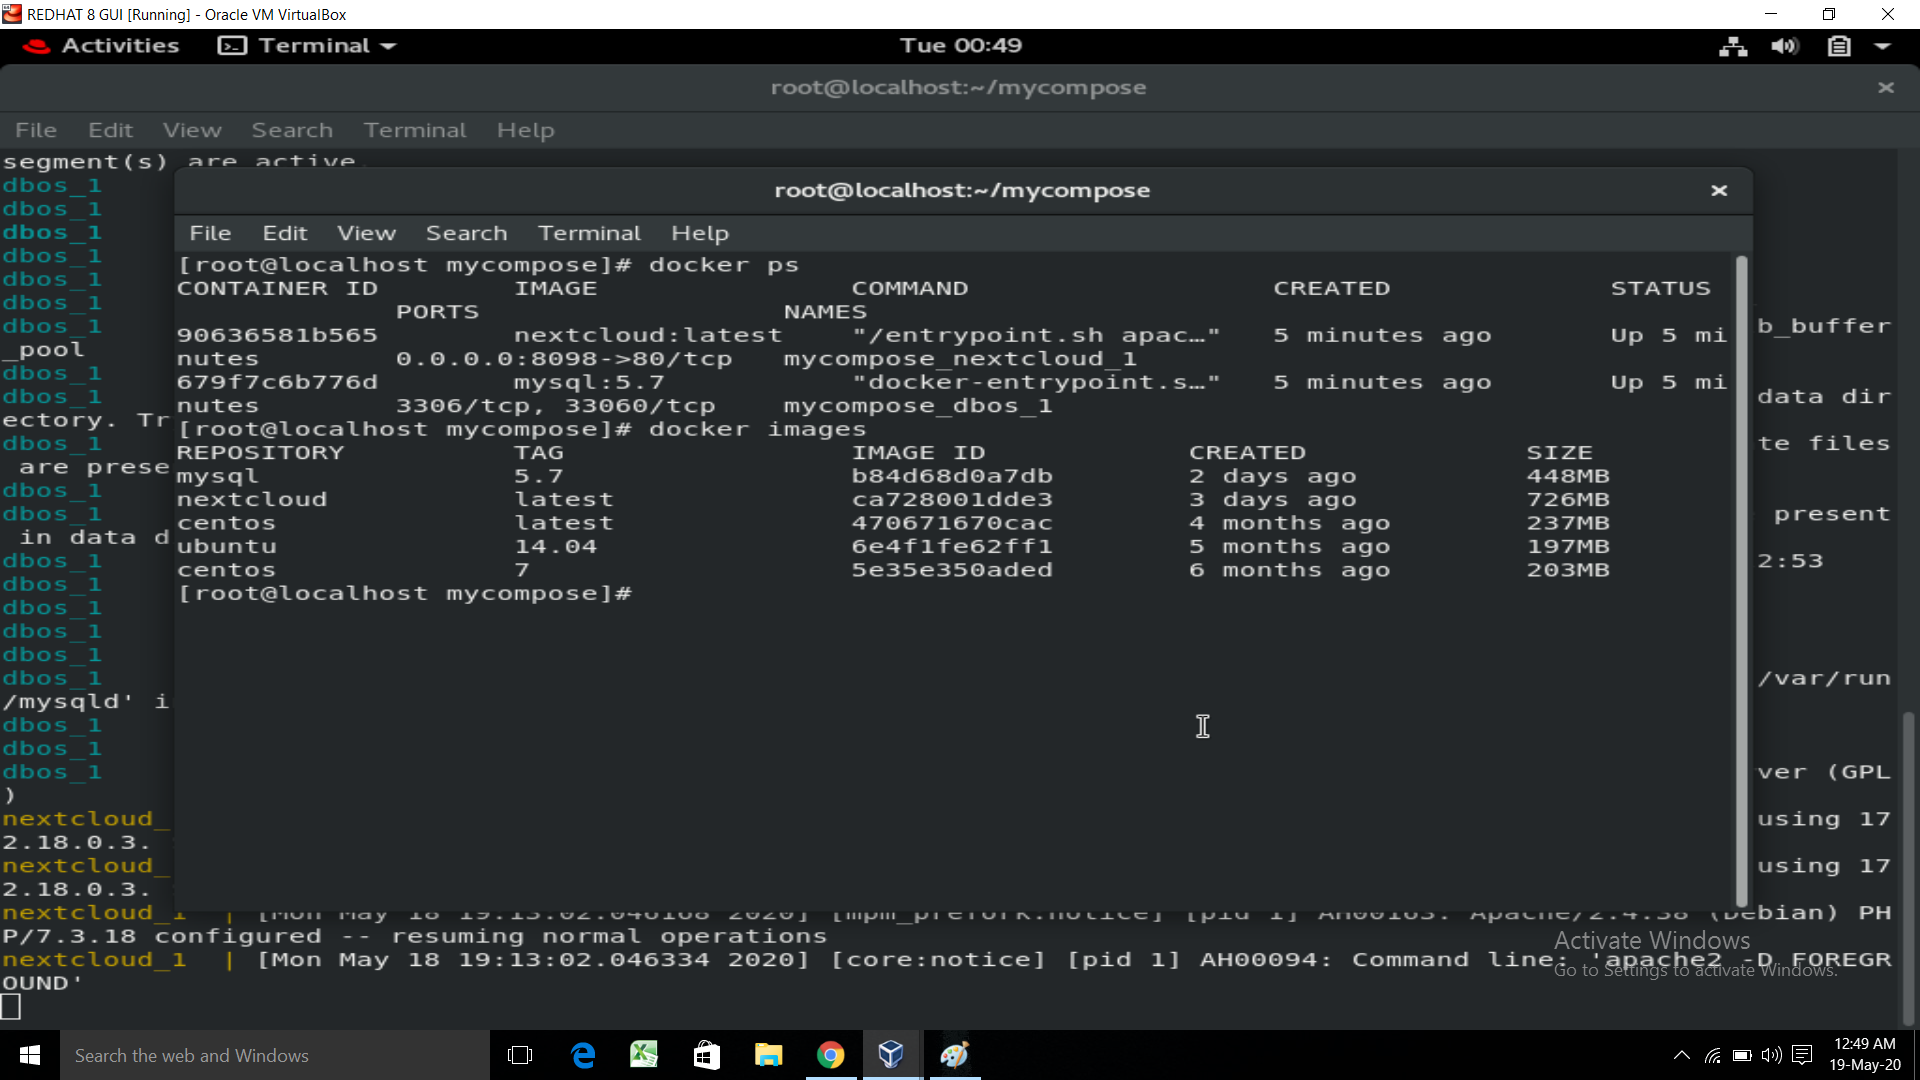 REDHAT 8 GUI [Running] - Oracle VM VirtualBox
Activities Terminal Tue 00:49
root@localhost:~/mycompose
File Edit View Search Terminal Help
segment(s) are active.
dbos_1
dbos_1
dbos_1
dbos_1
dbos_1
dbos_1
dbos_1 b_buffer
_pool
dbos_1
dbos_1 data dir
ectory. Tr
dbos_1 te files
are prese
dbos_1
dbos_1 present
in data d
dbos_1 2:53
dbos_1
dbos_1
dbos_1
dbos_1
dbos_1 /var/run
/mysqld' i
dbos_1
dbos_1
dbos_1 ver (GPL
)
nextcloud_ using 17
2.18.0.3.
nextcloud_ using 17
2.18.0.3.
nextcloud_1 | [Mon May 18 19:13:02.046168 2020] [mpm_prefork:notice] [pid 1] AH00163: Apache/2.4.38 (Debian) PH
P/7.3.18 configured -- resuming normal operations
nextcloud_1 | [Mon May 18 19:13:02.046334 2020] [core:notice] [pid 1] AH00094: Command line: 'apache2 -D FOREGR
OUND'
root@localhost:~/mycompose
File Edit View Search Terminal Help
[root@localhost mycompose]# docker ps
CONTAINER ID IMAGE COMMAND CREATED STATUS
PORTS NAMES
90636581b565 nextcloud:latest "/entrypoint.sh apac…" 5 minutes ago Up 5 mi
nutes 0.0.0.0:8098->80/tcp mycompose_nextcloud_1
679f7c6b776d mysql:5.7 "docker-entrypoint.s…" 5 minutes ago Up 5 mi
nutes 3306/tcp, 33060/tcp mycompose_dbos_1
[root@localhost mycompose]# docker images
REPOSITORY TAG IMAGE ID CREATED SIZE
mysql 5.7 b84d68d0a7db 2 days ago 448MB
nextcloud latest ca728001dde3 3 days ago 726MB
centos latest 470671670cac 4 months ago 237MB
ubuntu 14.04 6e4f1fe62ff1 5 months ago 197MB
centos 7 5e35e350aded 6 months ago 203MB
[root@localhost mycompose]#
Activate Windows
Go to Settings to activate Windows.
Search the web and Windows
12:49 AM
19-May-20